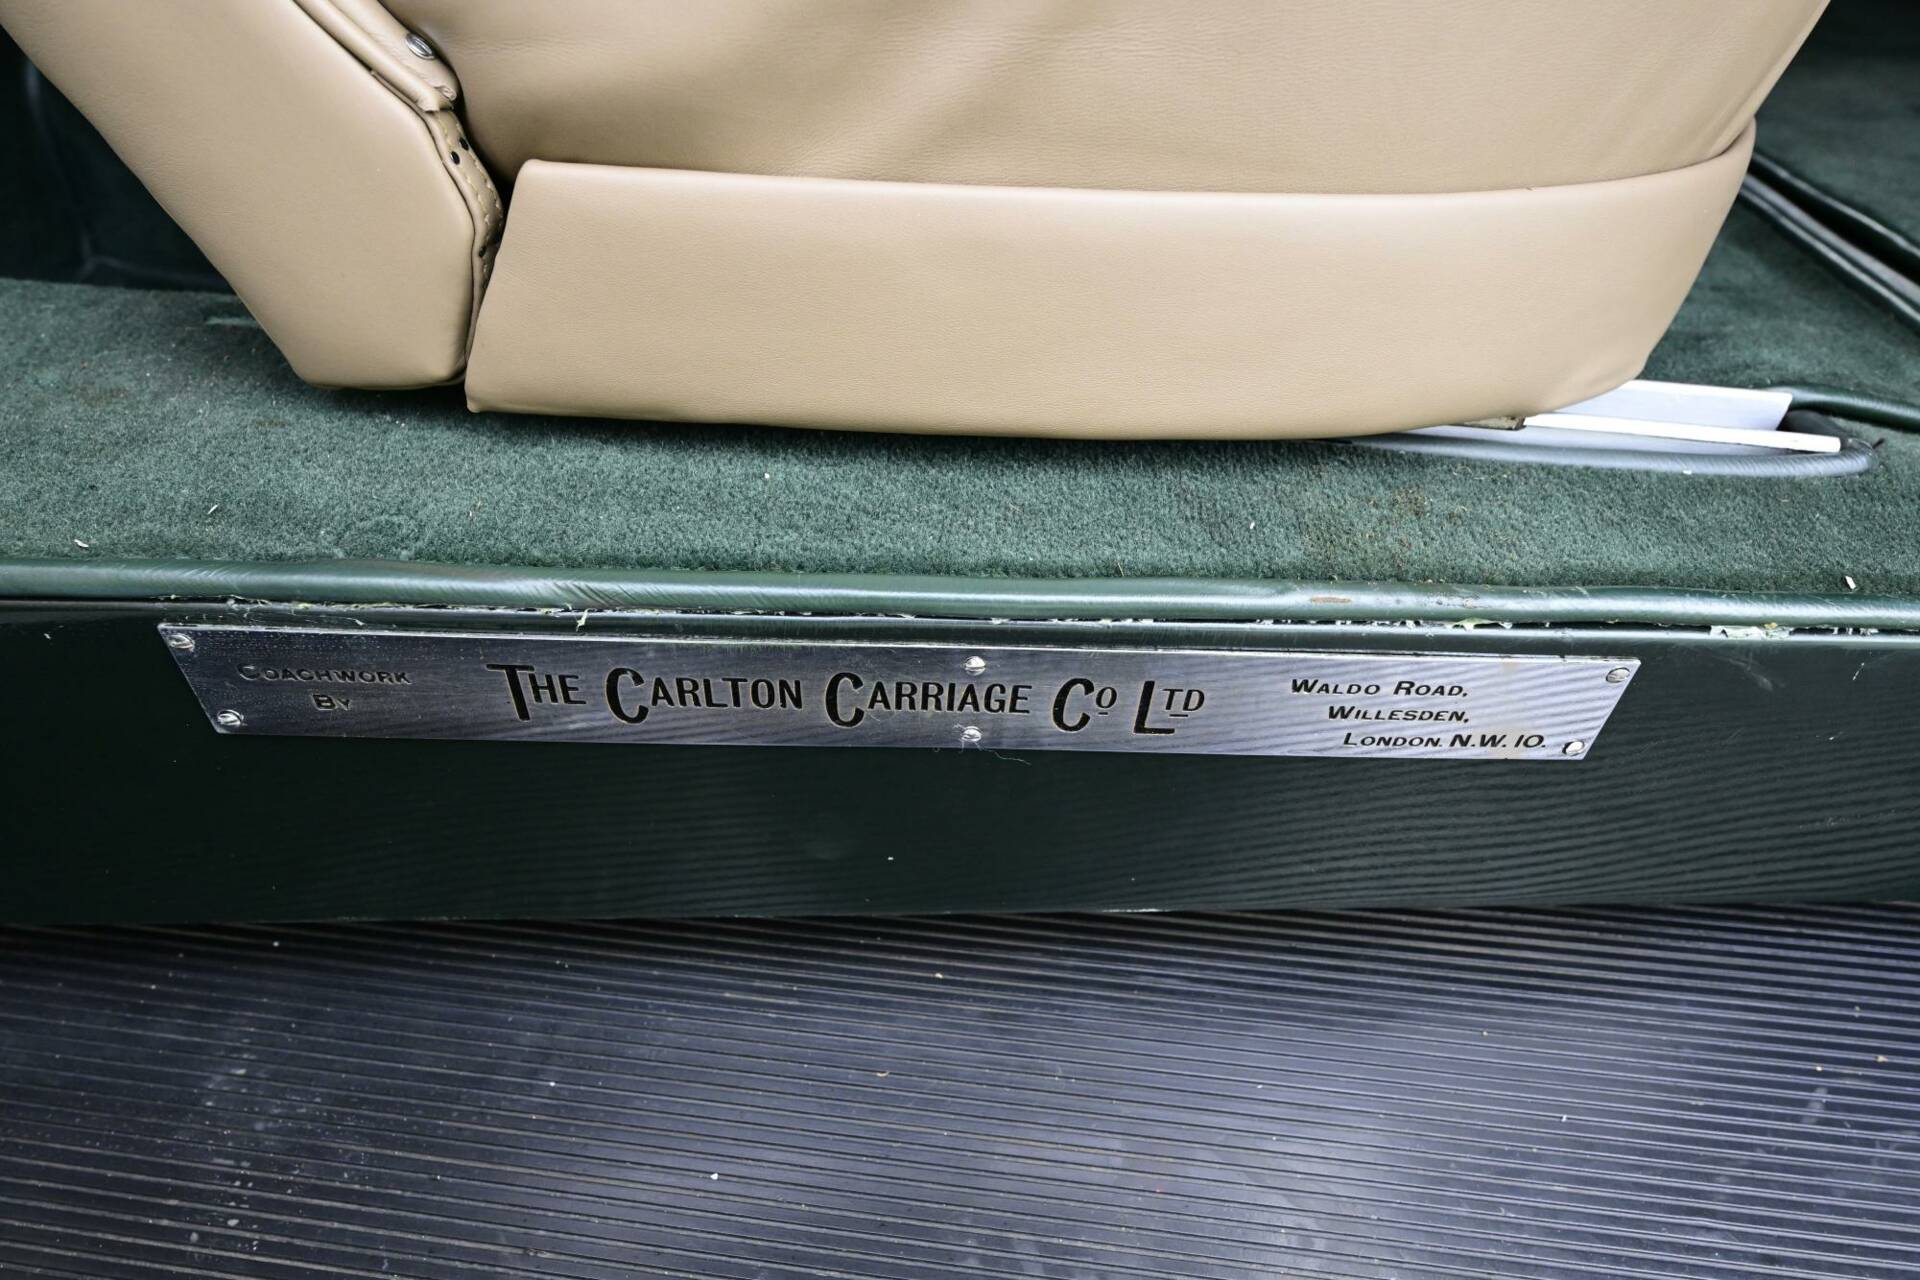 COACHWORK
BY
THE CARLTON CARRIAGE Cº LTD
WALDO ROAD,
WILLESDEN,
LONDON. N.W. 10.